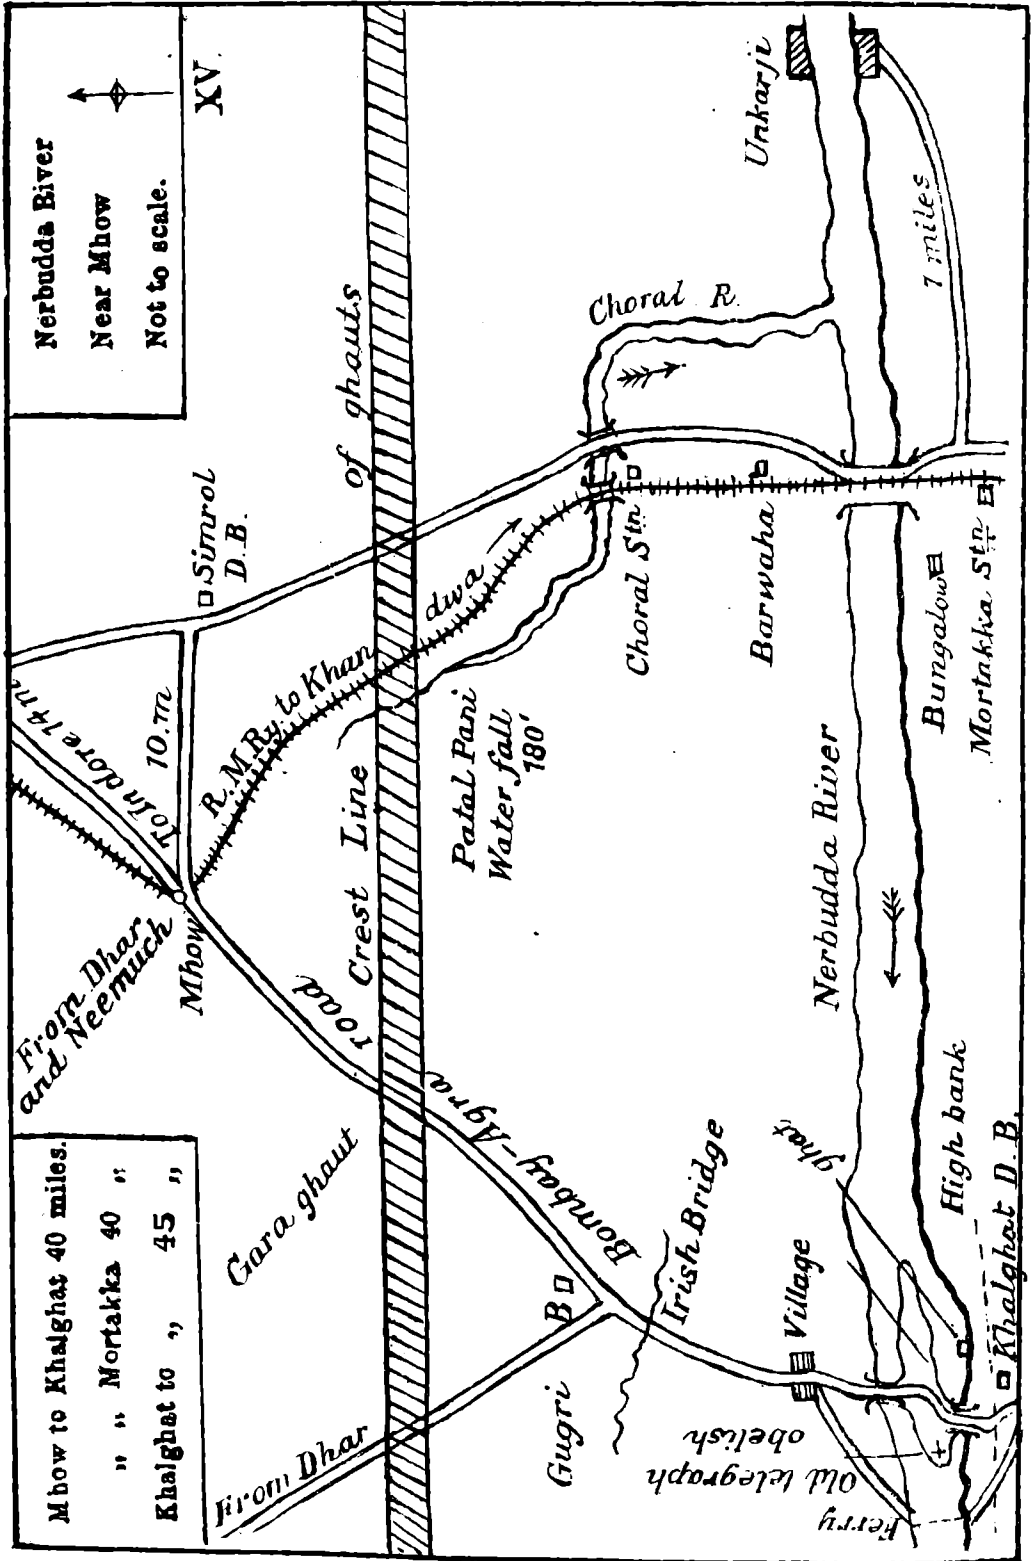 Nerbudda River
Near Mhow
Not to scale.
XV.
Mhow to Khalghat 40 miles.
" " Mortakka 40 "
Khalghat to " 45 "
From Dhar
and Neemuch
Mhow
To Indore 14 m
10.m
Simrol
D.B.
R.M.Ry to Khandwa
Crest Line of ghauts
Bombay-Agra road
Gara ghaut
From Dhar
Gugri
B
Irish Bridge
Patal Pani
Water fall
180'
Choral R.
Choral Stn
Barwaha
Unkarji
7 miles
Nerbudda River
Bungalow
Mortakka Stn
Village
ghat
High bank
Khalghat D.B.
Old telegraph
obelish
Ferry